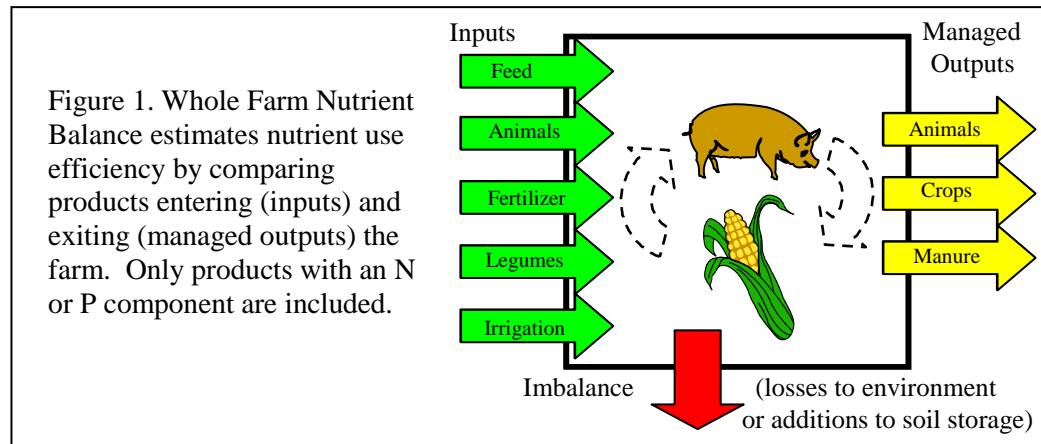 Figure 1. Whole Farm Nutrient
Balance estimates nutrient use
efficiency by comparing
products entering (inputs) and
exiting (managed outputs) the
farm. Only products with an N
or P component are included.
Inputs
Feed
Animals
Fertilizer
Legumes
Irrigation
Managed
Outputs
Animals
Crops
Manure
Imbalance
(losses to environment
or additions to soil storage)